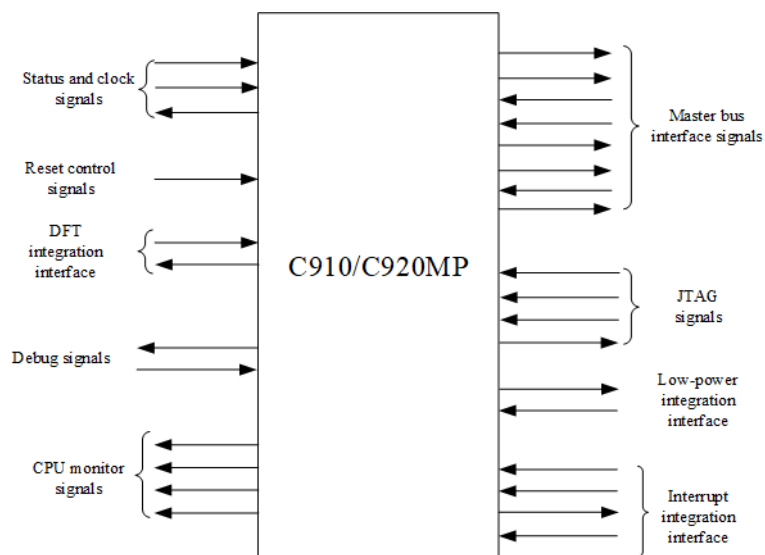 Status and clock
signals
Reset control
signals
DFT
integration
interface
Debug signals
CPU monitor
signals
C910/C920MP
Master bus
interface signals
JTAG
signals
Low-power
integration
interface
Interrupt
integration
interface